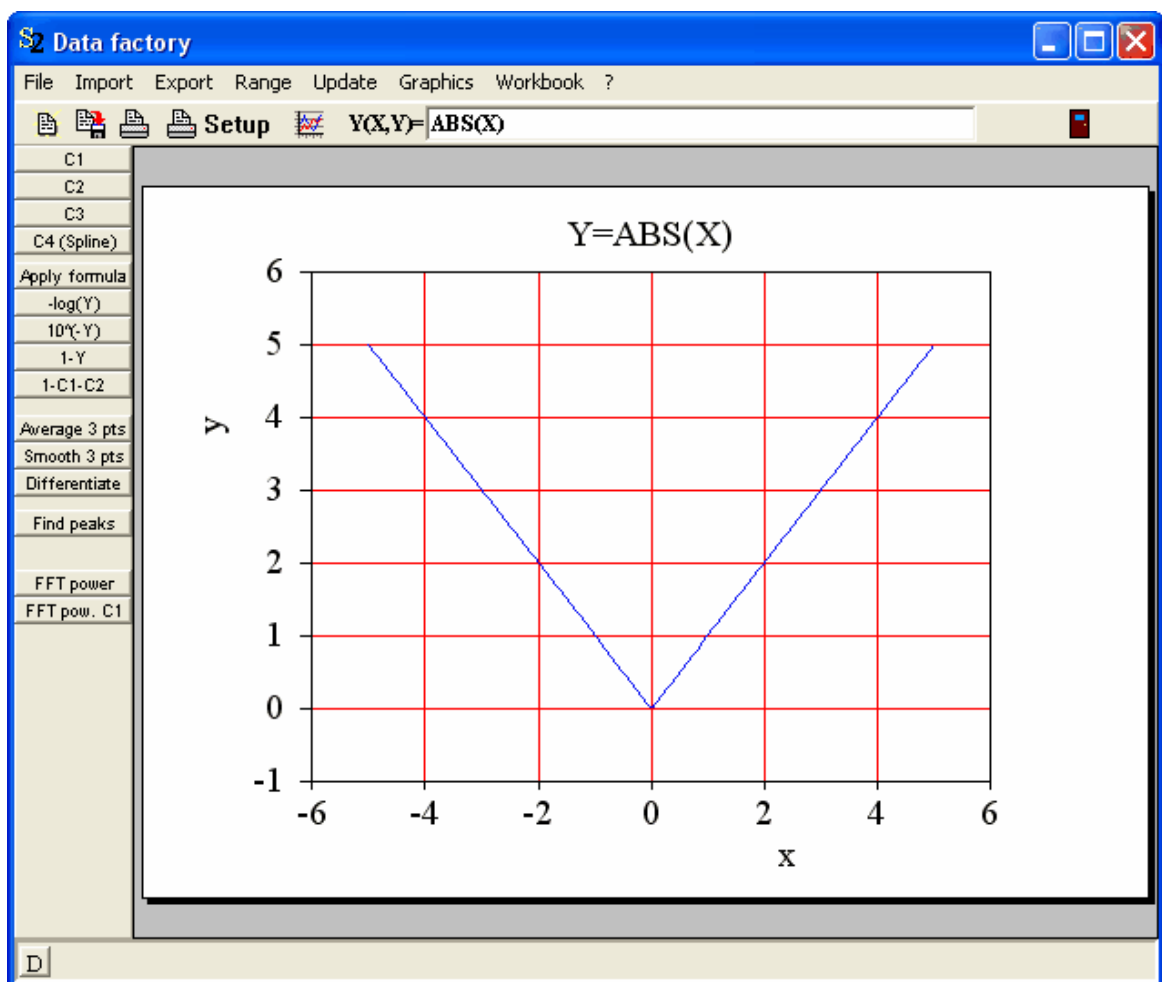 S2 Data factory
File Import Export Range Update Graphics Workbook ?
Setup Y(X,Y)= ABS(X)
C1
C2
C3
C4 (Spline)
Apply formula
-log(Y)
10^(-Y)
1-Y
1-C1-C2
Average 3 pts
Smooth 3 pts
Differentiate
Find peaks
FFT power
FFT pow. C1
Y=ABS(X)
6
5
4
3
2
1
0
-1
y
-6 -4 -2 0 2 4 6
x
D